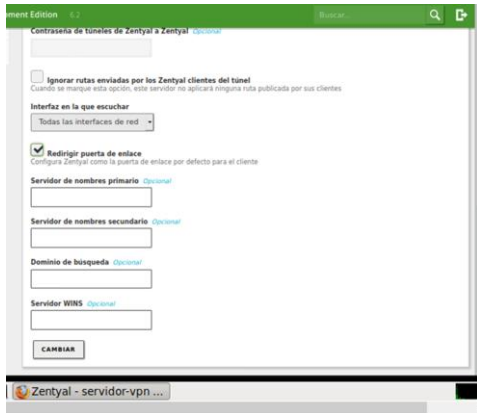 ment Edition 6.2 Buscar...
Contraseña de túneles de Zentyal a Zentyal Opcional
Ignorar rutas enviadas por los Zentyal clientes del túnel
Cuando se marque esta opción, este servidor no aplicará ninguna ruta publicada por sus clientes
Interfaz en la que escuchar
Todas las interfaces de red
Redirigir puerta de enlace
Configura Zentyal como la puerta de enlace por defecto para el cliente
Servidor de nombres primario Opcional
Servidor de nombres secundario Opcional
Dominio de búsqueda Opcional
Servidor WINS Opcional
CAMBIAR
Zentyal - servidor-vpn ...